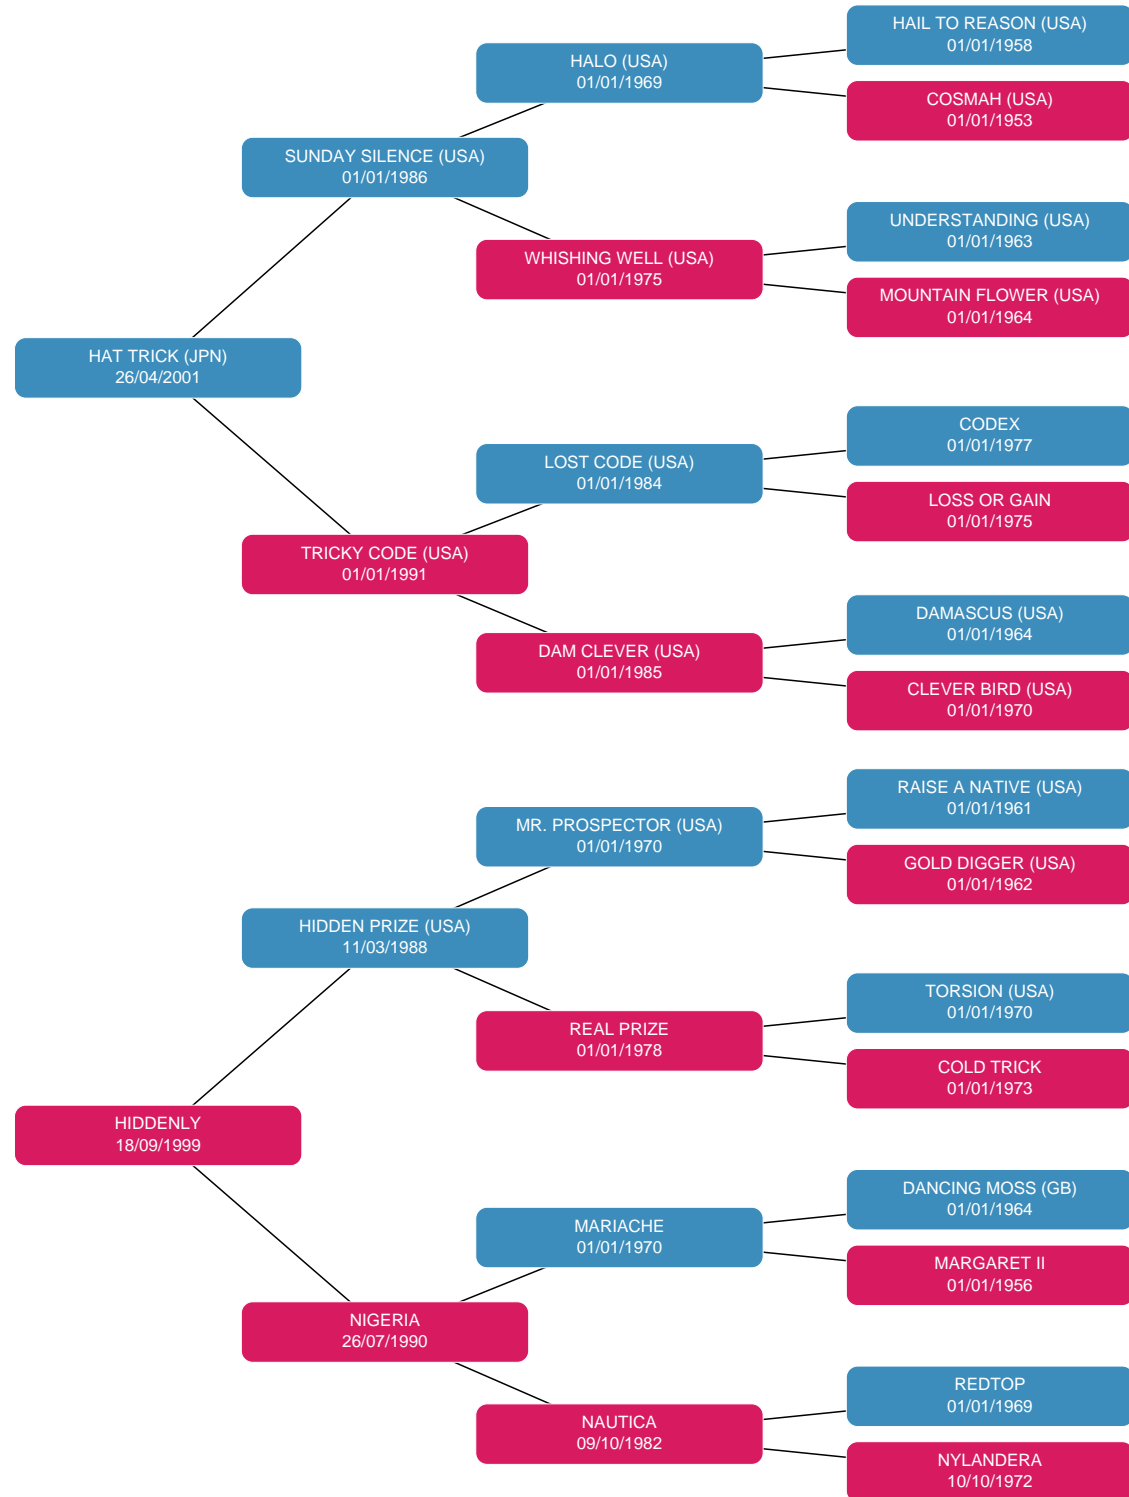 HAIL TO REASON (USA)
01/01/1958
HALO (USA)
01/01/1969
COSMAH (USA)
01/01/1953
SUNDAY SILENCE (USA)
01/01/1986
UNDERSTANDING (USA)
01/01/1963
WHISHING WELL (USA)
01/01/1975
MOUNTAIN FLOWER (USA)
01/01/1964
HAT TRICK (JPN)
26/04/2001
CODEX
01/01/1977
LOST CODE (USA)
01/01/1984
LOSS OR GAIN
01/01/1975
TRICKY CODE (USA)
01/01/1991
DAMASCUS (USA)
01/01/1964
DAM CLEVER (USA)
01/01/1985
CLEVER BIRD (USA)
01/01/1970
RAISE A NATIVE (USA)
01/01/1961
MR. PROSPECTOR (USA)
01/01/1970
GOLD DIGGER (USA)
01/01/1962
HIDDEN PRIZE (USA)
11/03/1988
TORSION (USA)
01/01/1970
REAL PRIZE
01/01/1978
COLD TRICK
01/01/1973
HIDDENLY
18/09/1999
DANCING MOSS (GB)
01/01/1964
MARIACHE
01/01/1970
MARGARET II
01/01/1956
NIGERIA
26/07/1990
REDTOP
01/01/1969
NAUTICA
09/10/1982
NYLANDERA
10/10/1972